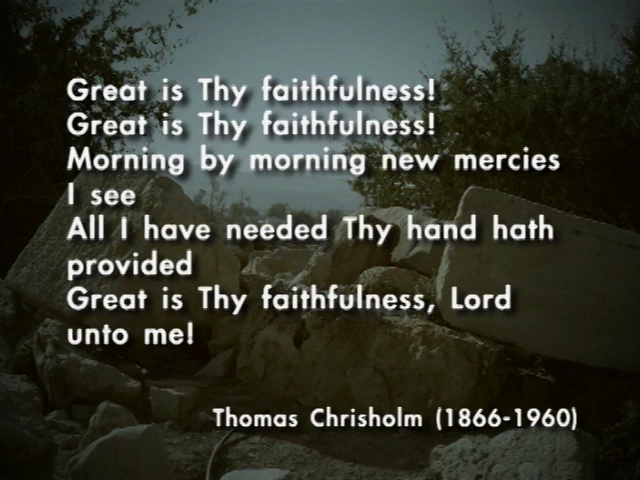 Great is Thy faithfulness!
Great is Thy faithfulness!
Morning by morning new mercies
I see
All I have needed Thy hand hath
provided
Great is Thy faithfulness, Lord
unto me!
Thomas Chrisholm (1866-1960)